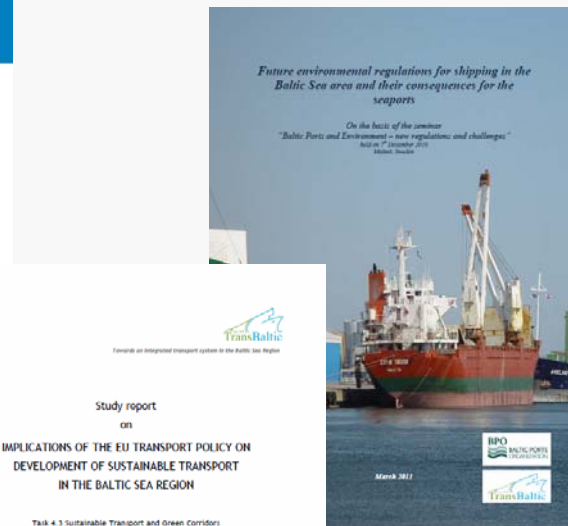 Future environmental regulations for shipping in the
Baltic Sea area and their consequences for the
seaports
On the basis of the seminar
"Baltic Ports and Environment – new regulations and challenges"
BPO
BALTIC PORTS
ORGANIZATION
March 2011
TransBaltic
TransBaltic
Towards an integrated transport system in the Baltic Sea Region
Study report
on
IMPLICATIONS OF THE EU TRANSPORT POLICY ON
DEVELOPMENT OF SUSTAINABLE TRANSPORT
IN THE BALTIC SEA REGION
Task 4.3 Sustainable Transport and Green Corridors